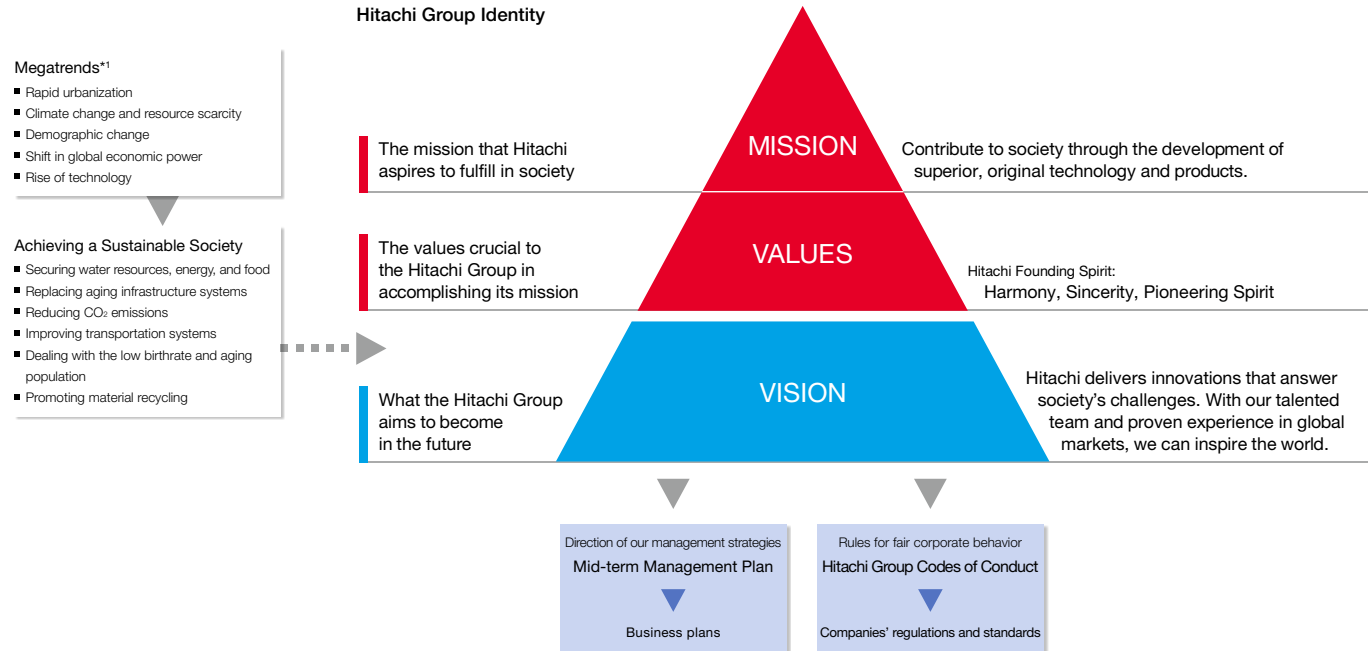 Hitachi Group Identity
Megatrends*1
■ Rapid urbanization
■ Climate change and resource scarcity
■ Demographic change
■ Shift in global economic power
■ Rise of technology
Achieving a Sustainable Society
■ Securing water resources, energy, and food
■ Replacing aging infrastructure systems
■ Reducing CO₂ emissions
■ Improving transportation systems
■ Dealing with the low birthrate and aging
population
■ Promoting material recycling
The mission that Hitachi
aspires to fulfill in society
MISSION
Contribute to society through the development of
superior, original technology and products.
The values crucial to
the Hitachi Group in
accomplishing its mission
VALUES
Hitachi Founding Spirit:
Harmony, Sincerity, Pioneering Spirit
What the Hitachi Group
aims to become
in the future
VISION
Hitachi delivers innovations that answer
society's challenges. With our talented
team and proven experience in global
markets, we can inspire the world.
Direction of our management strategies
Mid-term Management Plan
Business plans
Rules for fair corporate behavior
Hitachi Group Codes of Conduct
Companies' regulations and standards